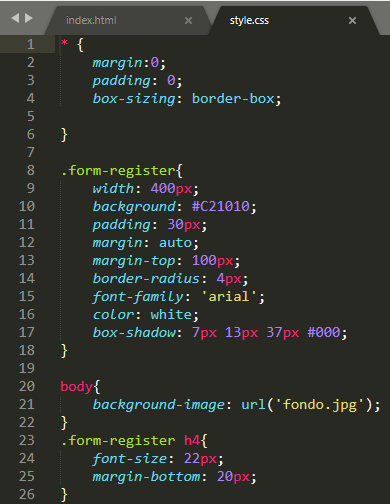 index.html
style.css
1 * {
2 margin:0;
3 padding: 0;
4 box-sizing: border-box;
5
6 }
7
8 .form-register{
9 width: 400px;
10 background: #C21010;
11 padding: 30px;
12 margin: auto;
13 margin-top: 100px;
14 border-radius: 4px;
15 font-family: 'arial';
16 color: white;
17 box-shadow: 7px 13px 37px #000;
18 }
19
20 body{
21 background-image: url('fondo.jpg');
22 }
23 .form-register h4{
24 font-size: 22px;
25 margin-bottom: 20px;
26 }